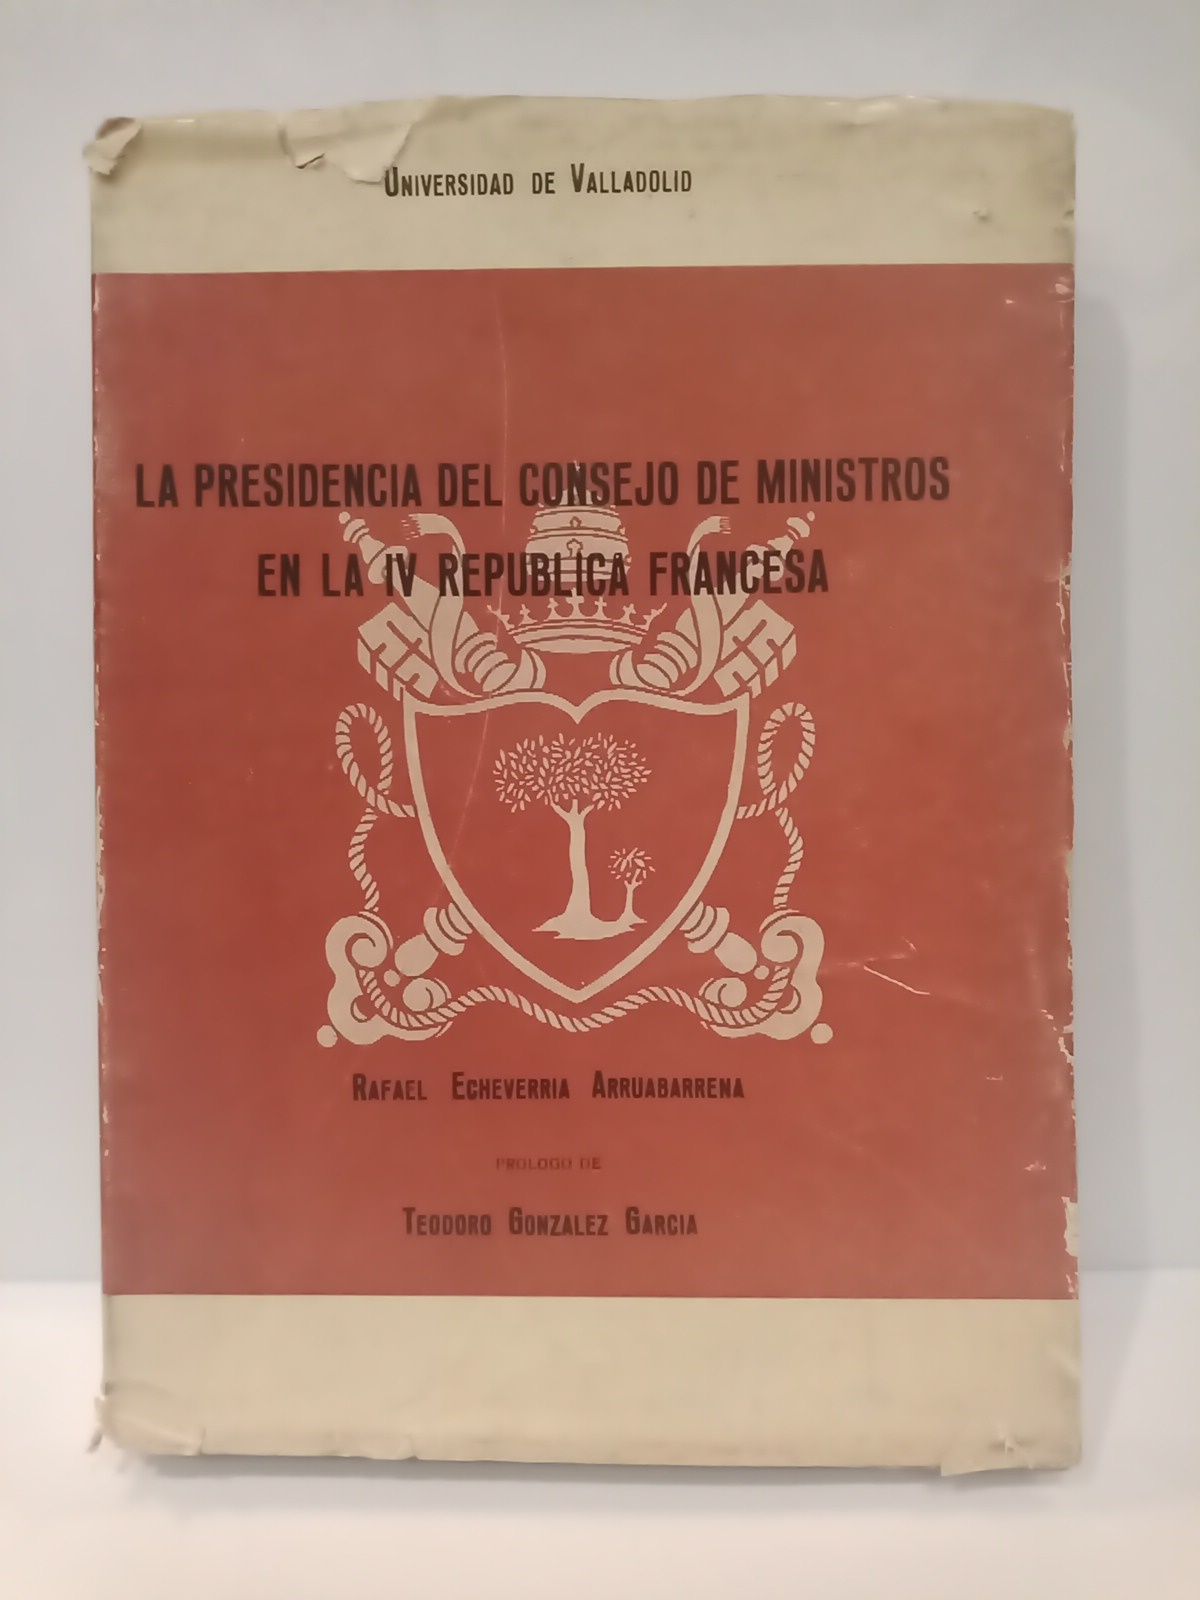 UNIVERSIDAD DE VALLADOLID
LA PRESIDENCIA DEL CONSEJO DE MINISTROS
EN LA IV REPUBLICA FRANCESA
RAFAEL ECHEVERRIA ARRUABARRENA
PROLOGO DE
TEODORO GONZALEZ GARCIA